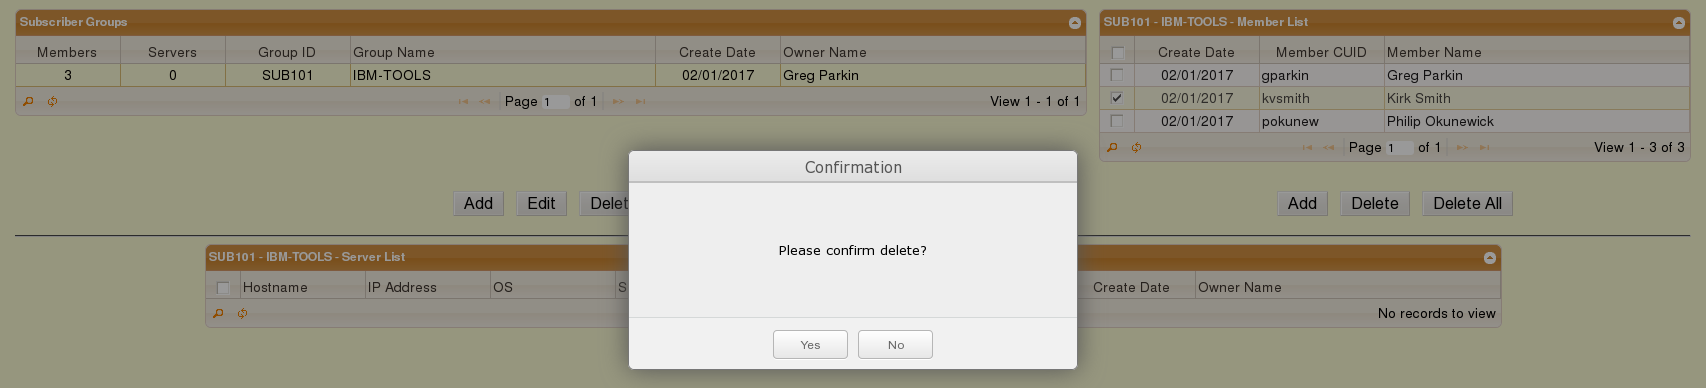 Subscriber Groups
Members Servers Group ID Group Name Create Date Owner Name
3 0 SUB101 IBM-TOOLS 02/01/2017 Greg Parkin
Page 1 of 1 View 1 - 1 of 1
SUB101 - IBM-TOOLS - Member List
Create Date Member CUID Member Name
02/01/2017 gparkin Greg Parkin
02/01/2017 kvsmith Kirk Smith
02/01/2017 pokunew Philip Okunewick
Page 1 of 1 View 1 - 3 of 3
Add Edit Delet
Add Delete Delete All
Confirmation
Please confirm delete?
Yes No
SUB101 - IBM-TOOLS - Server List
Hostname IP Address OS S Create Date Owner Name
No records to view